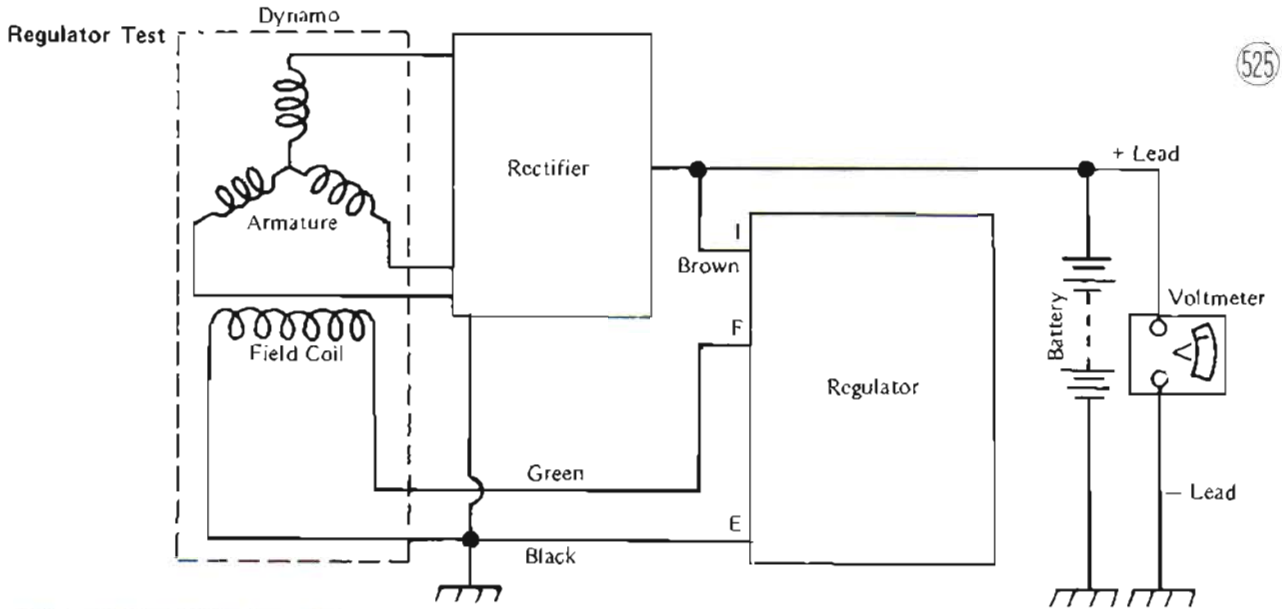 Regulator Test
Dynamo
525
Rectifier
+ Lead
Armature
I
Brown
Voltmeter
Battery
F
Field Coil
Regulator
Green
E
Black
— Lead